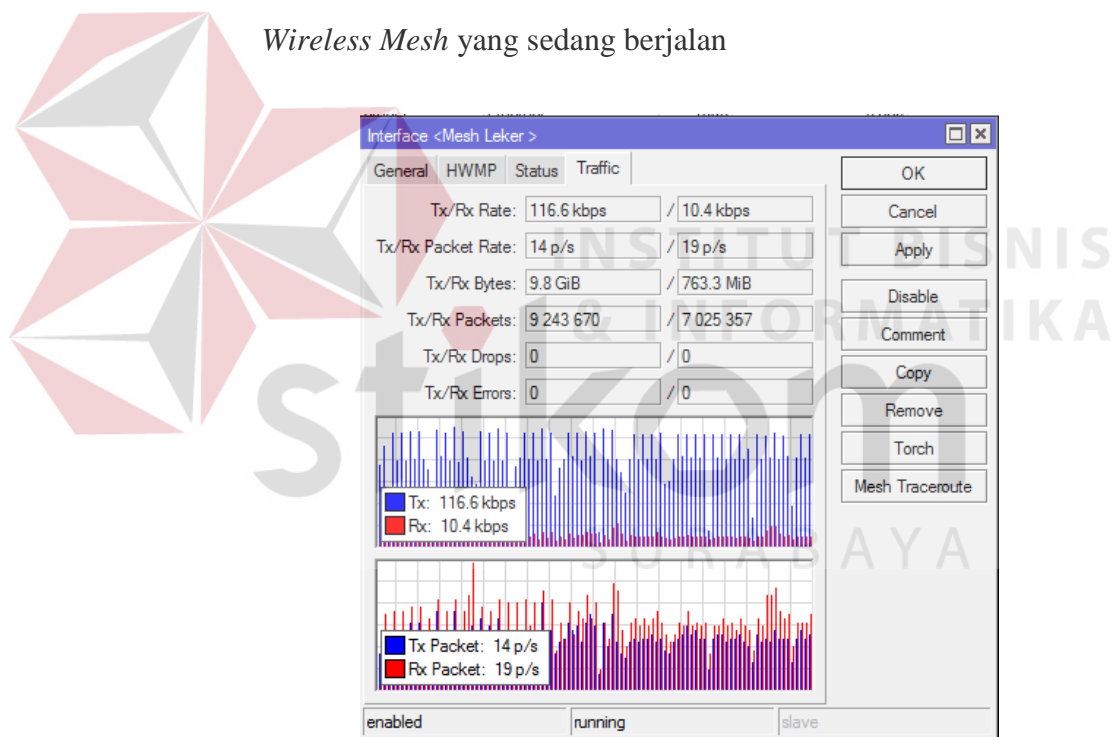 Wireless Mesh yang sedang berjalan
Interface <Mesh Leker >
General HWMP Status Traffic
Tx/Rx Rate: 116.6 kbps / 10.4 kbps
Tx/Rx Packet Rate: 14 p/s / 19 p/s
Tx/Rx Bytes: 9.8 GiB / 763.3 MiB
Tx/Rx Packets: 9 243 670 / 7 025 357
Tx/Rx Drops: 0 / 0
Tx/Rx Errors: 0 / 0
Tx: 116.6 kbps
Rx: 10.4 kbps
Tx Packet: 14 p/s
Rx Packet: 19 p/s
enabled running slave
OK
Cancel
Apply
Disable
Comment
Copy
Remove
Torch
Mesh Traceroute
INSTITUT BISNIS
& INFORMATIKA
stikom
SURABAYA